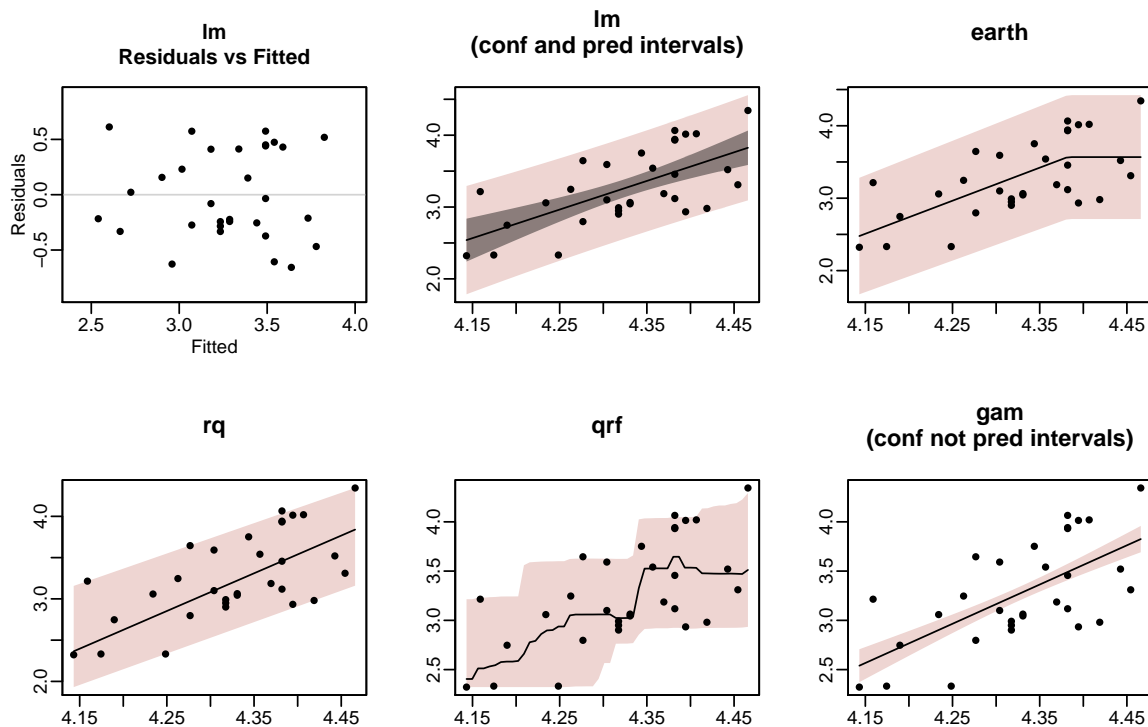 lm
Residuals vs Fitted
0.5
0.0
−0.5
Residuals
2.5 3.0 3.5 4.0
Fitted
lm
(conf and pred intervals)
4.0
3.0
2.0
4.15 4.25 4.35 4.45
earth
4.0
3.0
2.0
4.15 4.25 4.35 4.45
rq
4.0
3.0
2.0
4.15 4.25 4.35 4.45
qrf
4.0
3.5
3.0
2.5
4.15 4.25 4.35 4.45
gam
(conf not pred intervals)
4.0
3.5
3.0
2.5
4.15 4.25 4.35 4.45